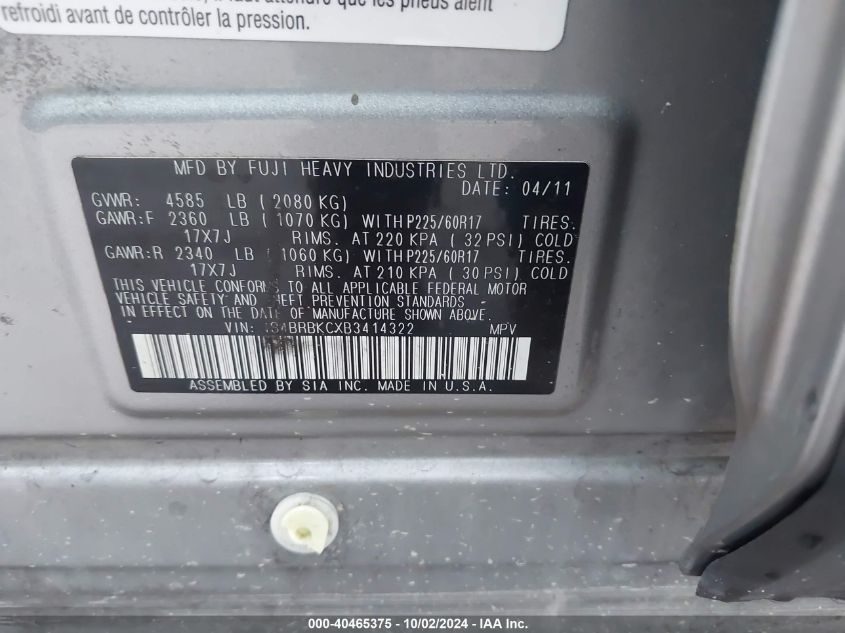 refroidi avant de contrôler la pression.
MFD BY FUJI HEAVY INDUSTRIES LTD.
DATE: 04/11
GVWR: 4585 LB ( 2080 KG)
GAWR:F 2360 LB ( 1070 KG) WITH P225/60R17 TIRES.
17X7J RIMS. AT 220 KPA ( 32 PSI) COLD
GAWR:R 2340 LB ( 1060 KG) WITH P225/60R17 TIRES.
17X7J RIMS. AT 210 KPA ( 30 PSI) COLD
THIS VEHICLE CONFORMS TO ALL APPLICABLE FEDERAL MOTOR
VEHICLE SAFETY AND THEFT PREVENTION STANDARDS
IN EFFECT ON THE DATE OF MANUFACTURE SHOWN ABOVE.
VIN: 4S4BRBKCXB3414322 MPV
ASSEMBLED BY SIA INC. MADE IN U.S.A.
000-40465375 - 10/02/2024 - IAA Inc.